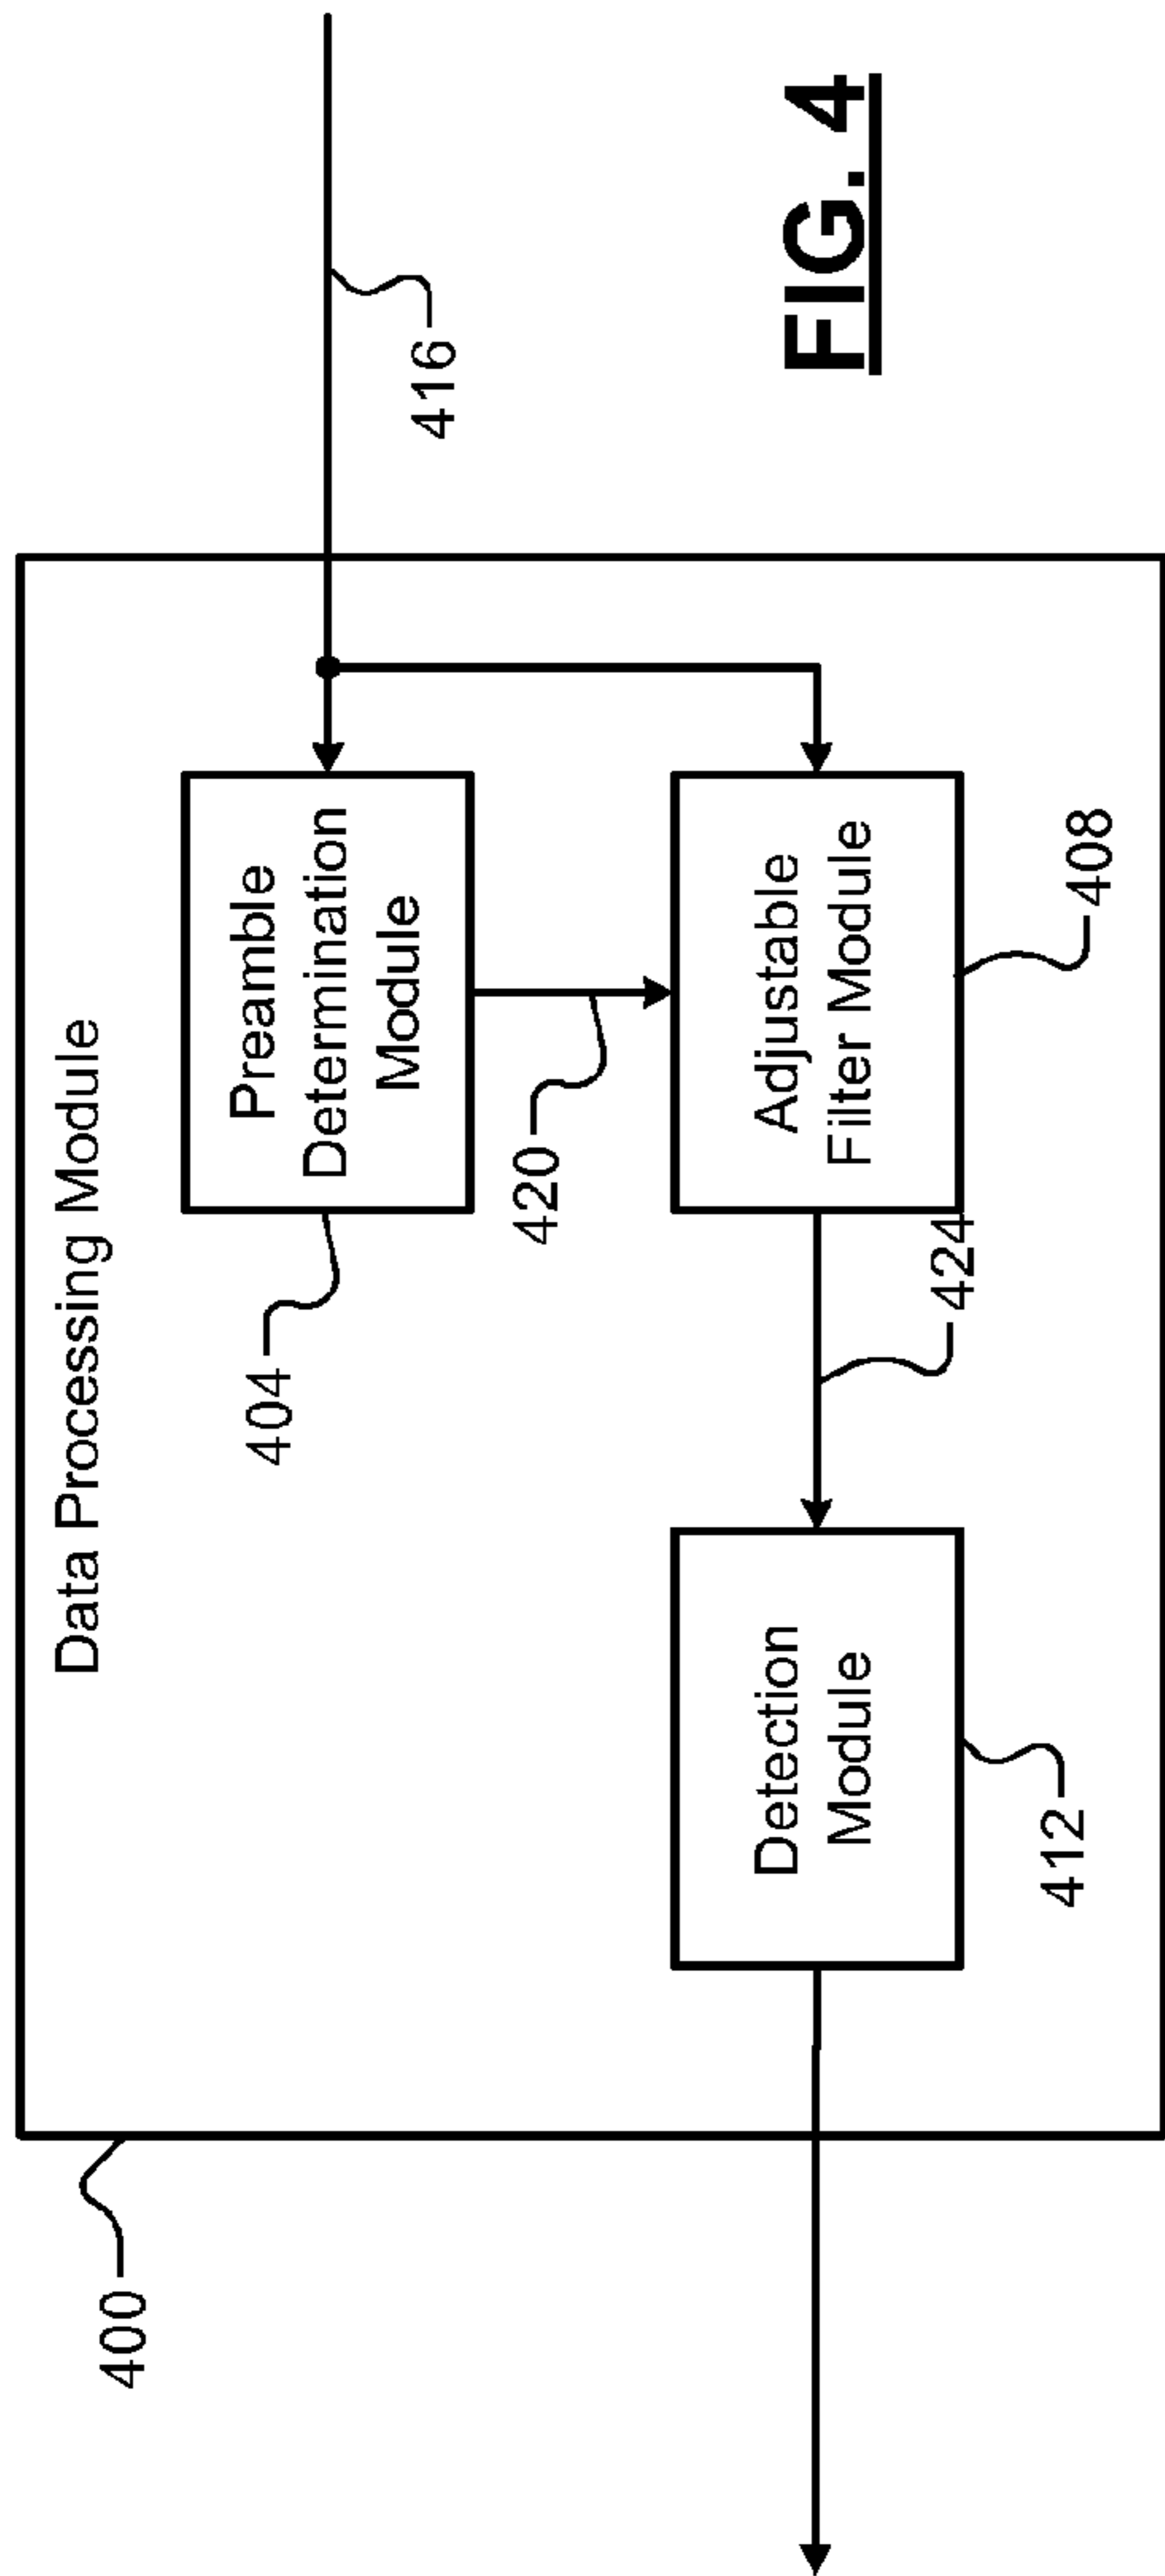 400
Data Processing Module
Detection
Module
412
404
Preamble
Determination
Module
420
424
Adjustable
Filter Module
408
416
FIG. 4